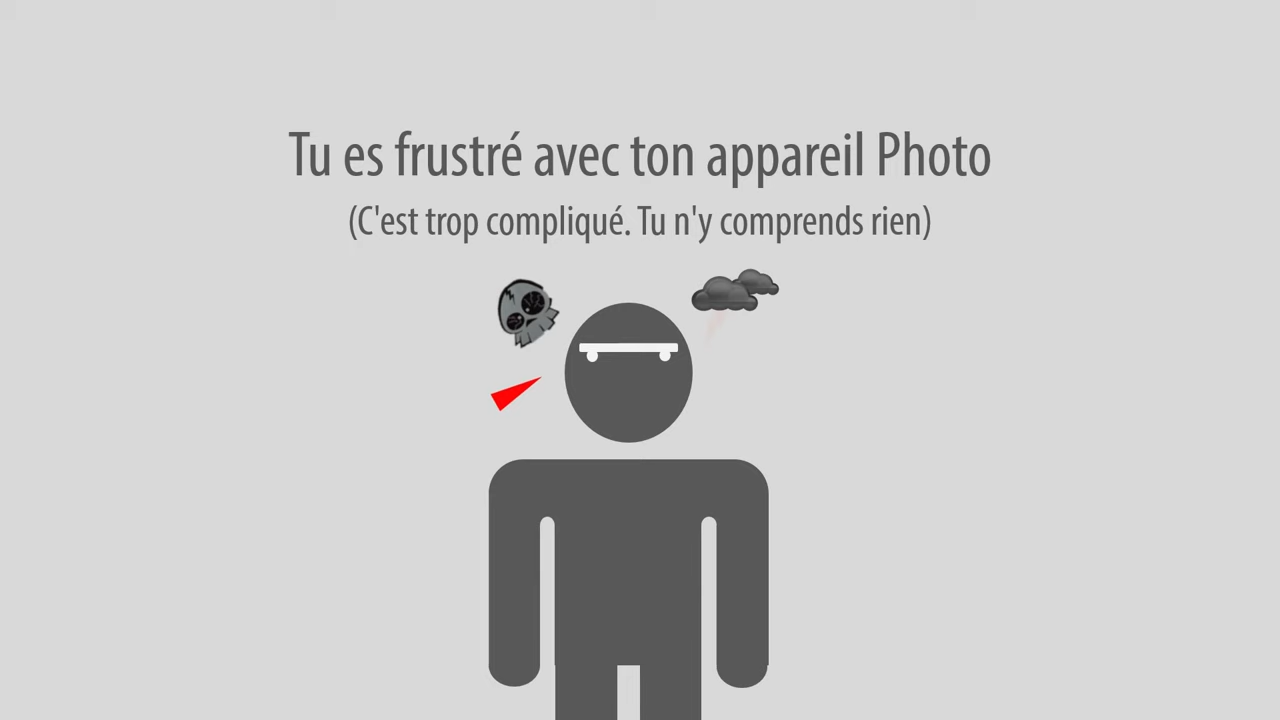 Tu es frustré avec ton appareil Photo
(C'est trop compliqué. Tu n'y comprends rien)